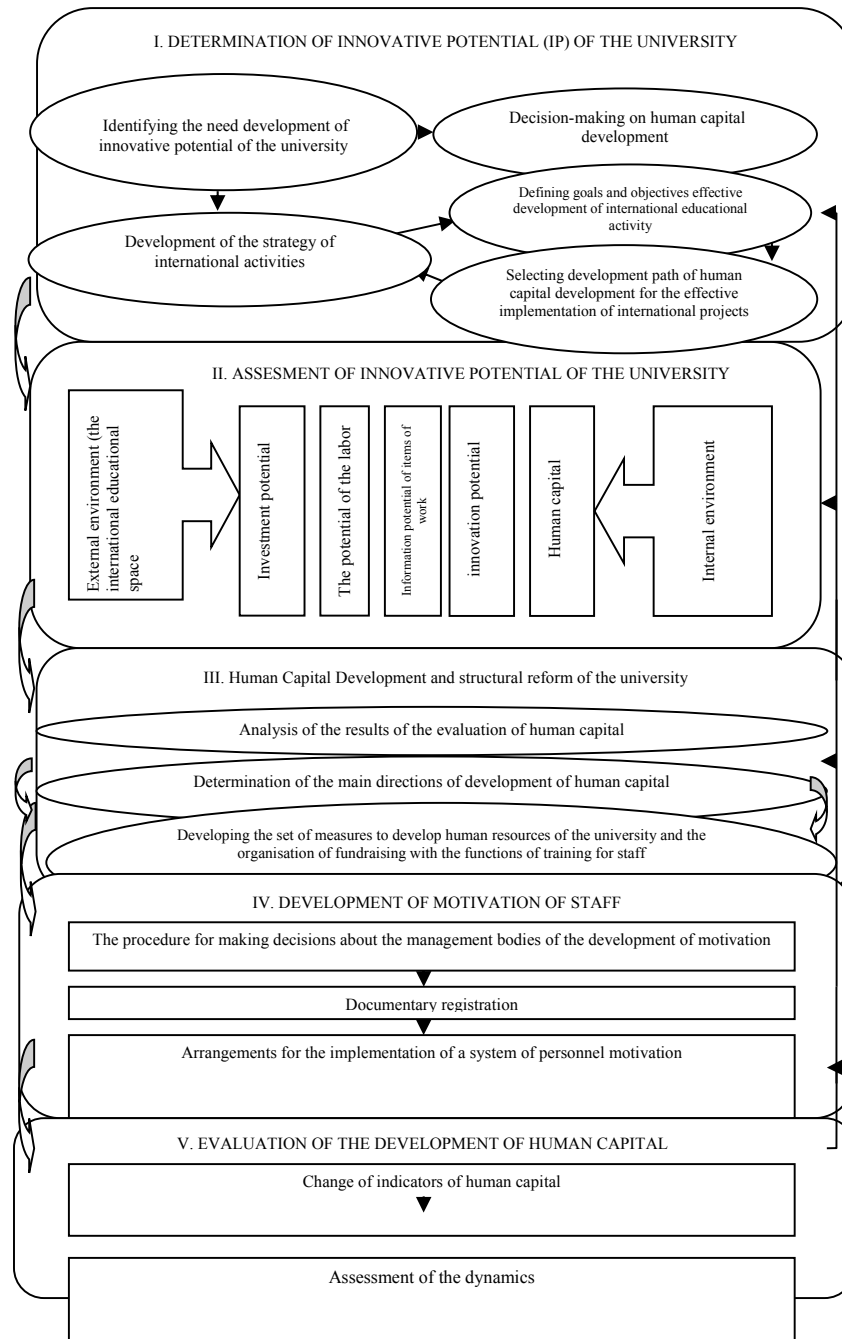 I. DETERMINATION OF INNOVATIVE POTENTIAL (IP) OF THE UNIVERSITY
Identifying the need development of
innovative potential of the university
Decision-making on human capital
development
Defining goals and objectives effective
development of international educational
activity
Development of the strategy of
international activities
Selecting development path of human
capital development for the effective
implementation of international projects
II. ASSESMENT OF INNOVATIVE POTENTIAL OF THE UNIVERSITY
External environment (the
international educational
space
Investment potential
The potential of the labor
Information potential of items of
work
innovation potential
Human capital
Internal environment
III. Human Capital Development and structural reform of the university
Analysis of the results of the evaluation of human capital
Determination of the main directions of development of human capital
Developing the set of measures to develop human resources of the university and the
organisation of fundraising with the functions of training for staff
IV. DEVELOPMENT OF MOTIVATION OF STAFF
The procedure for making decisions about the management bodies of the development of motivation
Documentary registration
Arrangements for the implementation of a system of personnel motivation
V. EVALUATION OF THE DEVELOPMENT OF HUMAN CAPITAL
Change of indicators of human capital
Assessment of the dynamics